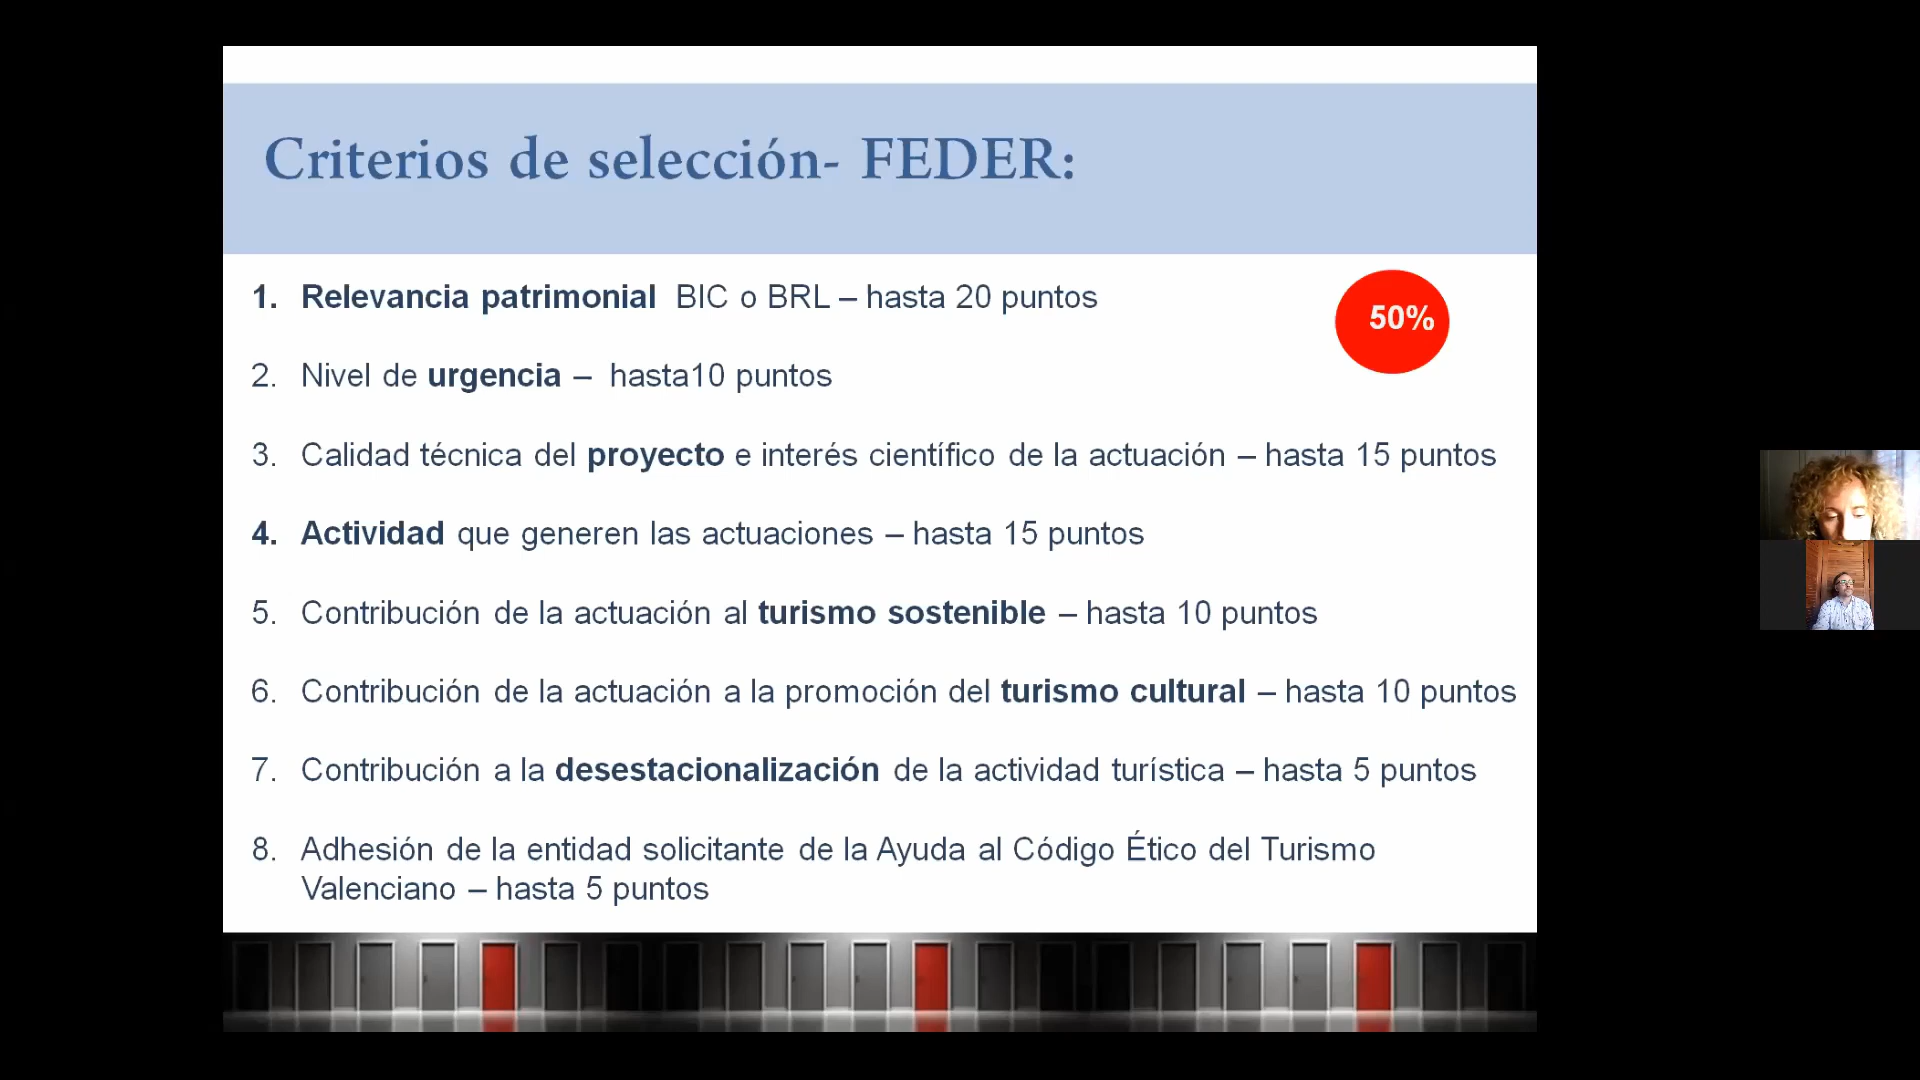 Criterios de selección- FEDER:
1. Relevancia patrimonial BIC o BRL – hasta 20 puntos
50%
2. Nivel de urgencia – hasta10 puntos
3. Calidad técnica del proyecto e interés científico de la actuación – hasta 15 puntos
4. Actividad que generen las actuaciones – hasta 15 puntos
5. Contribución de la actuación al turismo sostenible – hasta 10 puntos
6. Contribución de la actuación a la promoción del turismo cultural – hasta 10 puntos
7. Contribución a la desestacionalización de la actividad turística – hasta 5 puntos
8. Adhesión de la entidad solicitante de la Ayuda al Código Ético del Turismo
Valenciano – hasta 5 puntos